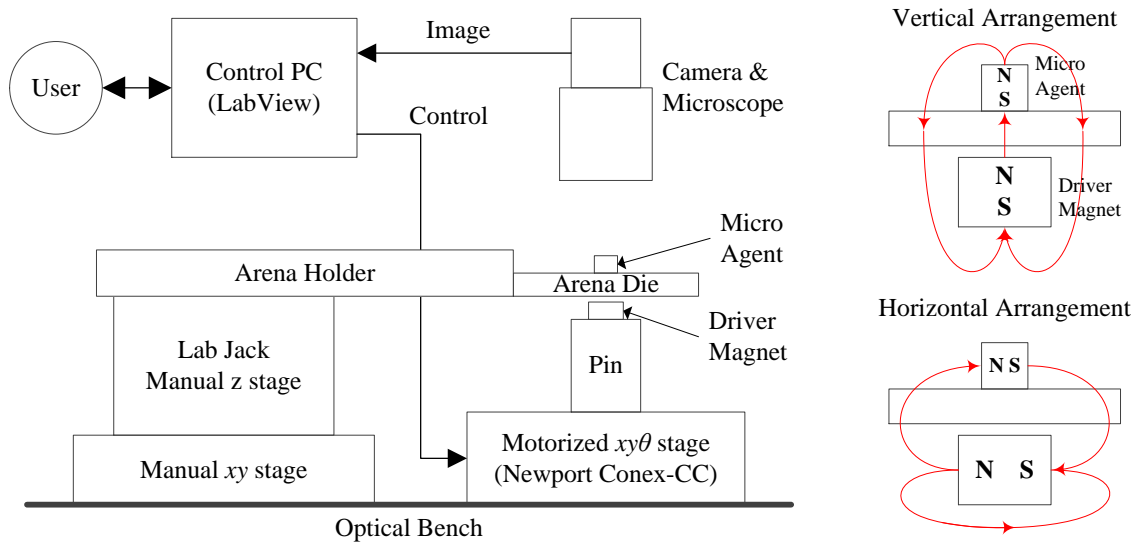 User
Control PC
(LabView)
Image
Control
Camera &
Microscope
Micro
Agent
Arena Holder
Arena Die
Driver
Magnet
Lab Jack
Manual z stage
Pin
Manual xy stage
Motorized xyθ stage
(Newport Conex-CC)
Optical Bench
Vertical Arrangement
N
S
Micro
Agent
N
S
Driver
Magnet
Horizontal Arrangement
N S
N S